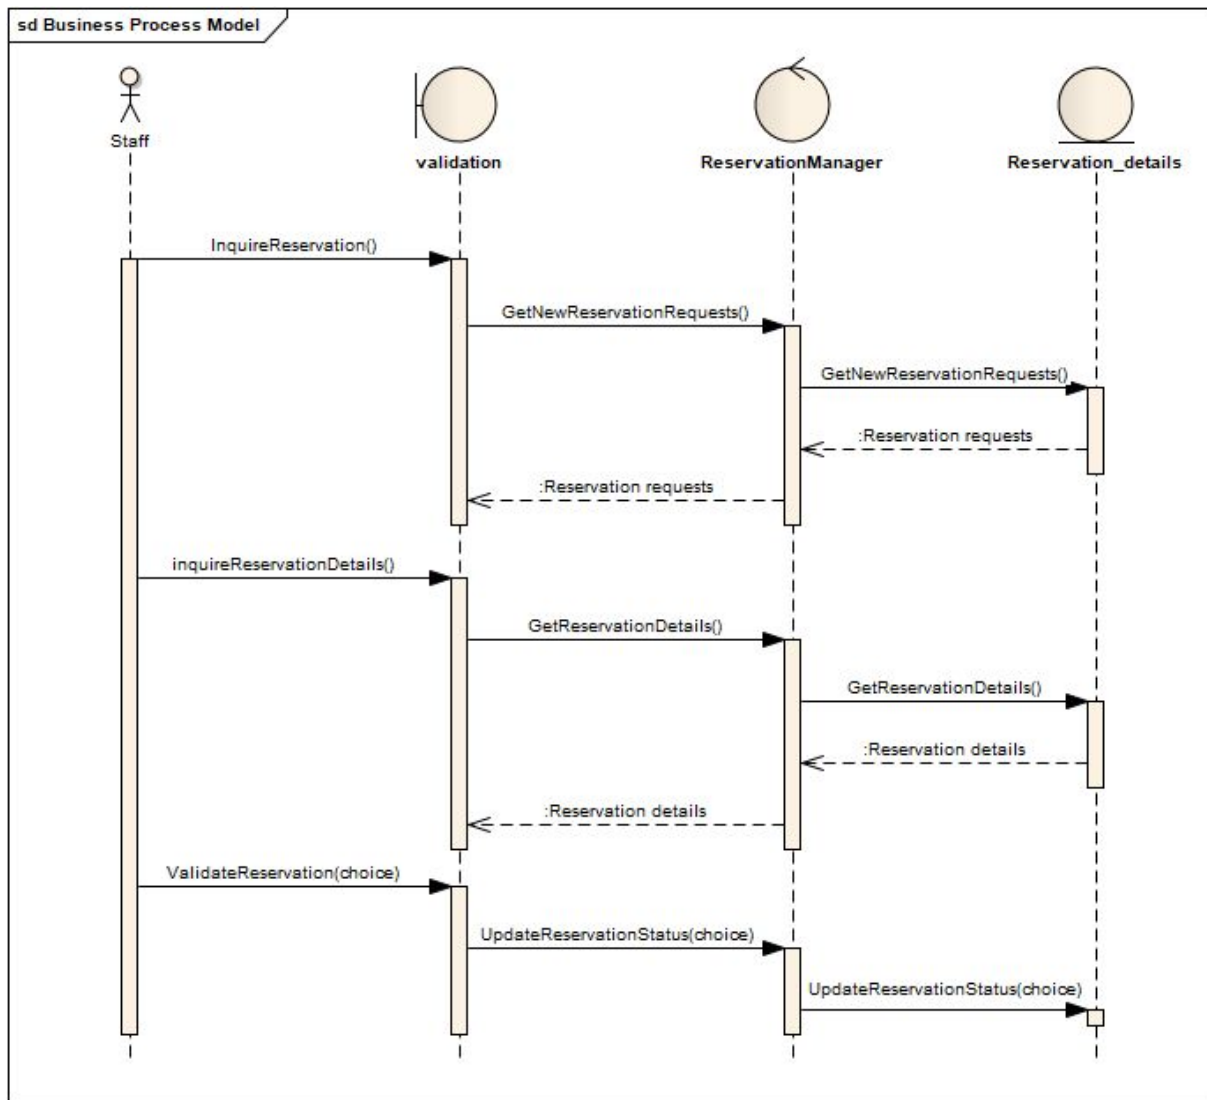 sd Business Process Model
Staff
validation
ReservationManager
Reservation_details
InquireReservation()
GetNewReservationRequests()
GetNewReservationRequests()
:Reservation requests
:Reservation requests
inquireReservationDetails()
GetReservationDetails()
GetReservationDetails()
:Reservation details
:Reservation details
ValidateReservation(choice)
UpdateReservationStatus(choice)
UpdateReservationStatus(choice)